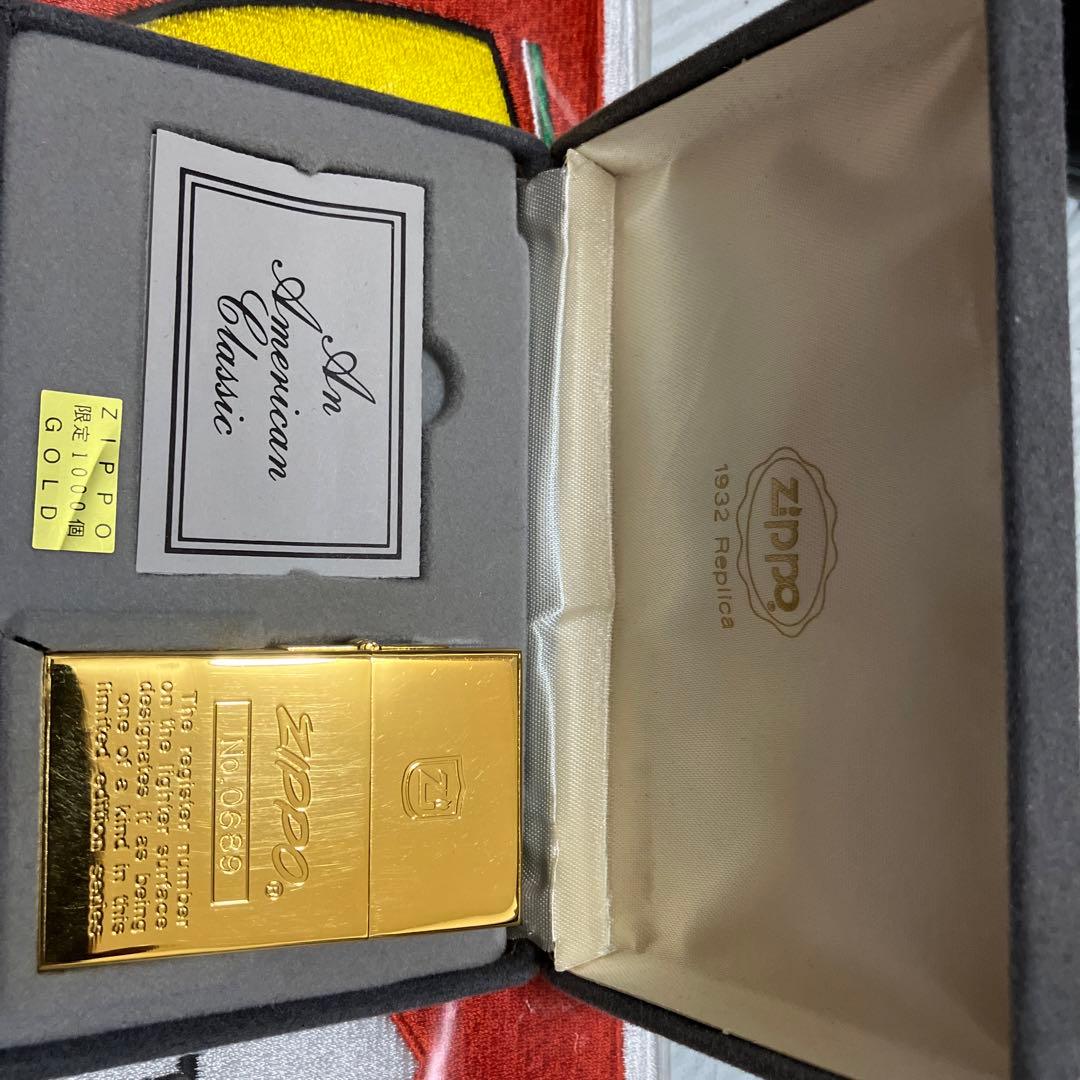 zippo®
1932 Replica
An
American
Classic
ZIPPO
限定1000個
GOLD
Z
ZIPPO®
No.0689
The register number
on the lighter surface
designates it as being
one of a kind in this
limited edition series